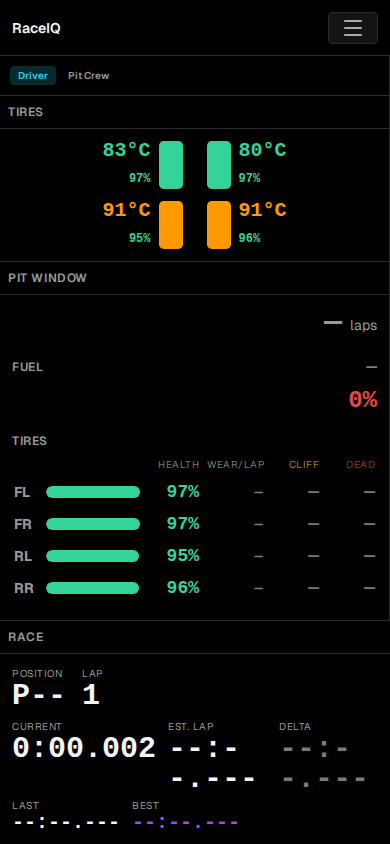 RaceIQ
Driver Pit Crew
TIRES
83°C 80°C
97% 97%
91°C 91°C
95% 96%
PIT WINDOW
— laps
FUEL —
0%
TIRES
HEALTH WEAR/LAP CLIFF DEAD
FL 97% — — —
FR 97% — — —
RL 95% — — —
RR 96% — — —
RACE
POSITION LAP
P-- 1
CURRENT EST. LAP DELTA
0:00.002 --:--.--- --:--.---
LAST BEST
--:--.--- --:--.---